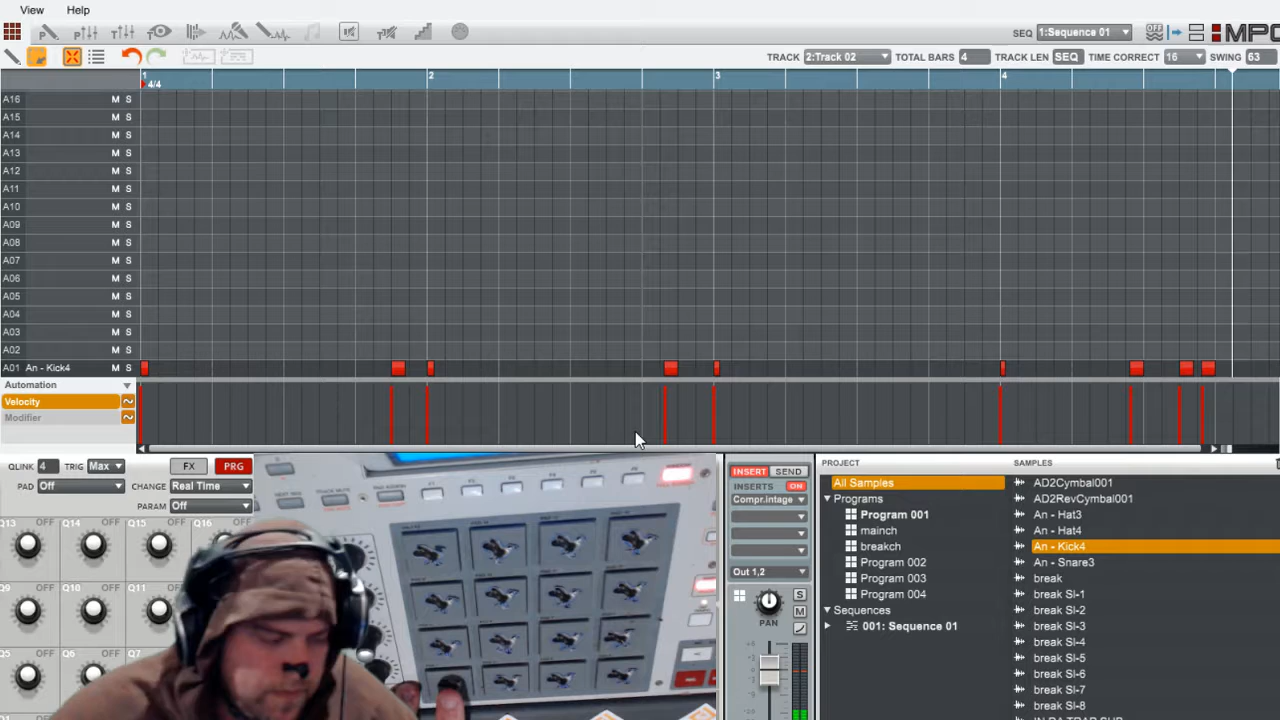 View Help
SEQ 1:Sequence 01 OFF MPC
TRACK 2:Track 02 TOTAL BARS 4 TRACK LEN SEQ TIME CORRECT 16 SWING 63
1 2 3 4
4/4
A16 M S
A15 M S
A14 M S
A13 M S
A12 M S
A11 M S
A10 M S
A09 M S
A08 M S
A07 M S
A06 M S
A05 M S
A04 M S
A03 M S
A02 M S
A01 An - Kick4 M S
Automation
Velocity
Modifier
QLINK 4 TRIG Max FX PRG
PAD Off CHANGE Real Time
PARAM Off
Q13 OFF Q14 OFF Q15 OFF Q16 OFF
Q9 OFF Q10 OFF Q11
Q5 OFF Q6 Q7
INSERT SEND
INSERTS ON
Compr.intage
Out 1,2
S
M
PAN
PROJECT
All Samples
Programs
Program 001
mainch
breakch
Program 002
Program 003
Program 004
Sequences
001: Sequence 01
SAMPLES
AD2Cymbal001
AD2RevCymbal001
An - Hat3
An - Hat4
An - Kick4
An - Snare3
break
break Sl-1
break Sl-2
break Sl-3
break Sl-4
break Sl-5
break Sl-6
break Sl-7
break Sl-8